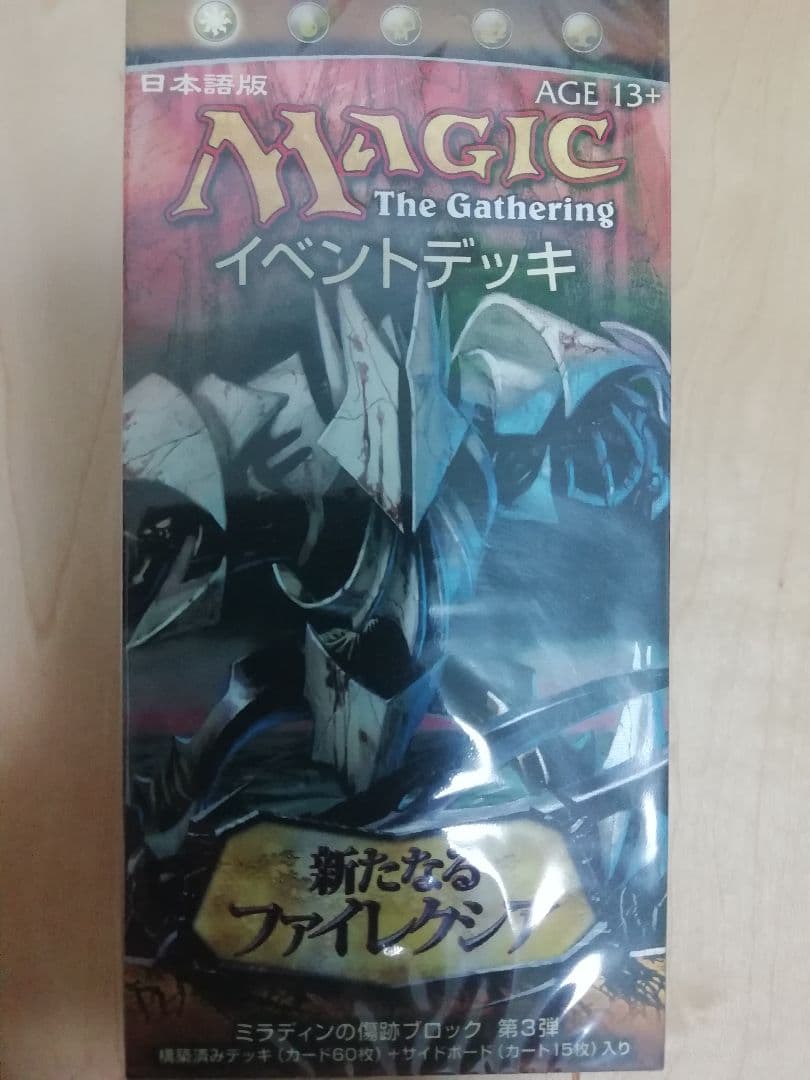 日本語版
AGE 13+
MAGIC
The Gathering
イベントデッキ
新たなる
ファイレクシア
ミラディンの傷跡ブロック 第3弾
構築済みデッキ(カード60枚)+サイドボード(カード15枚)入り